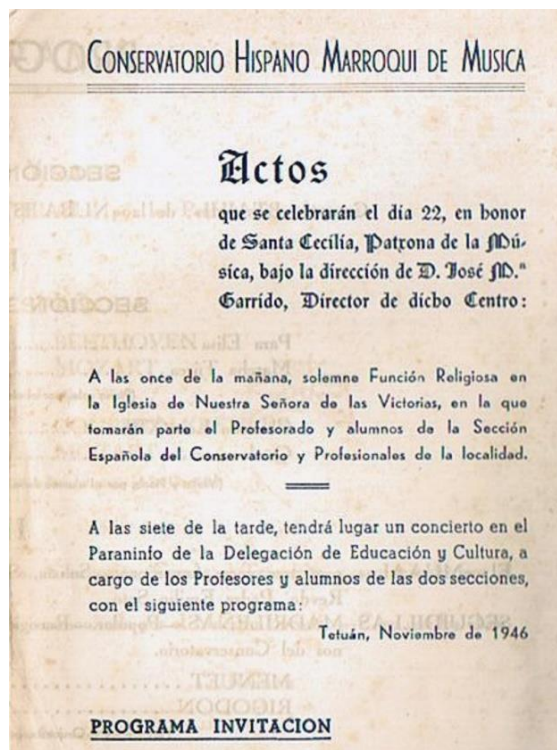 CONSERVATORIO HISPANO MARROQUI DE MUSICA
Actos
que se celebrarán el día 22, en honor
de Santa Cecilia, Patrona de la Mú-
sica, bajo la dirección de D. José M.ª
Garrido, Director de dicho Centro:
A las once de la mañana, solemne Función Religiosa en
la Iglesia de Nuestra Señora de las Victorias, en la que
tomarán parte el Profesorado y alumnos de la Sección
Española del Conservatorio y Profesionales de la localidad.
A las siete de la tarde, tendrá lugar un concierto en el
Paraninfo de la Delegación de Educación y Cultura, a
cargo de los Profesores y alumnos de las dos secciones,
con el siguiente programa:
Tetuán, Noviembre de 1946
PROGRAMA INVITACION